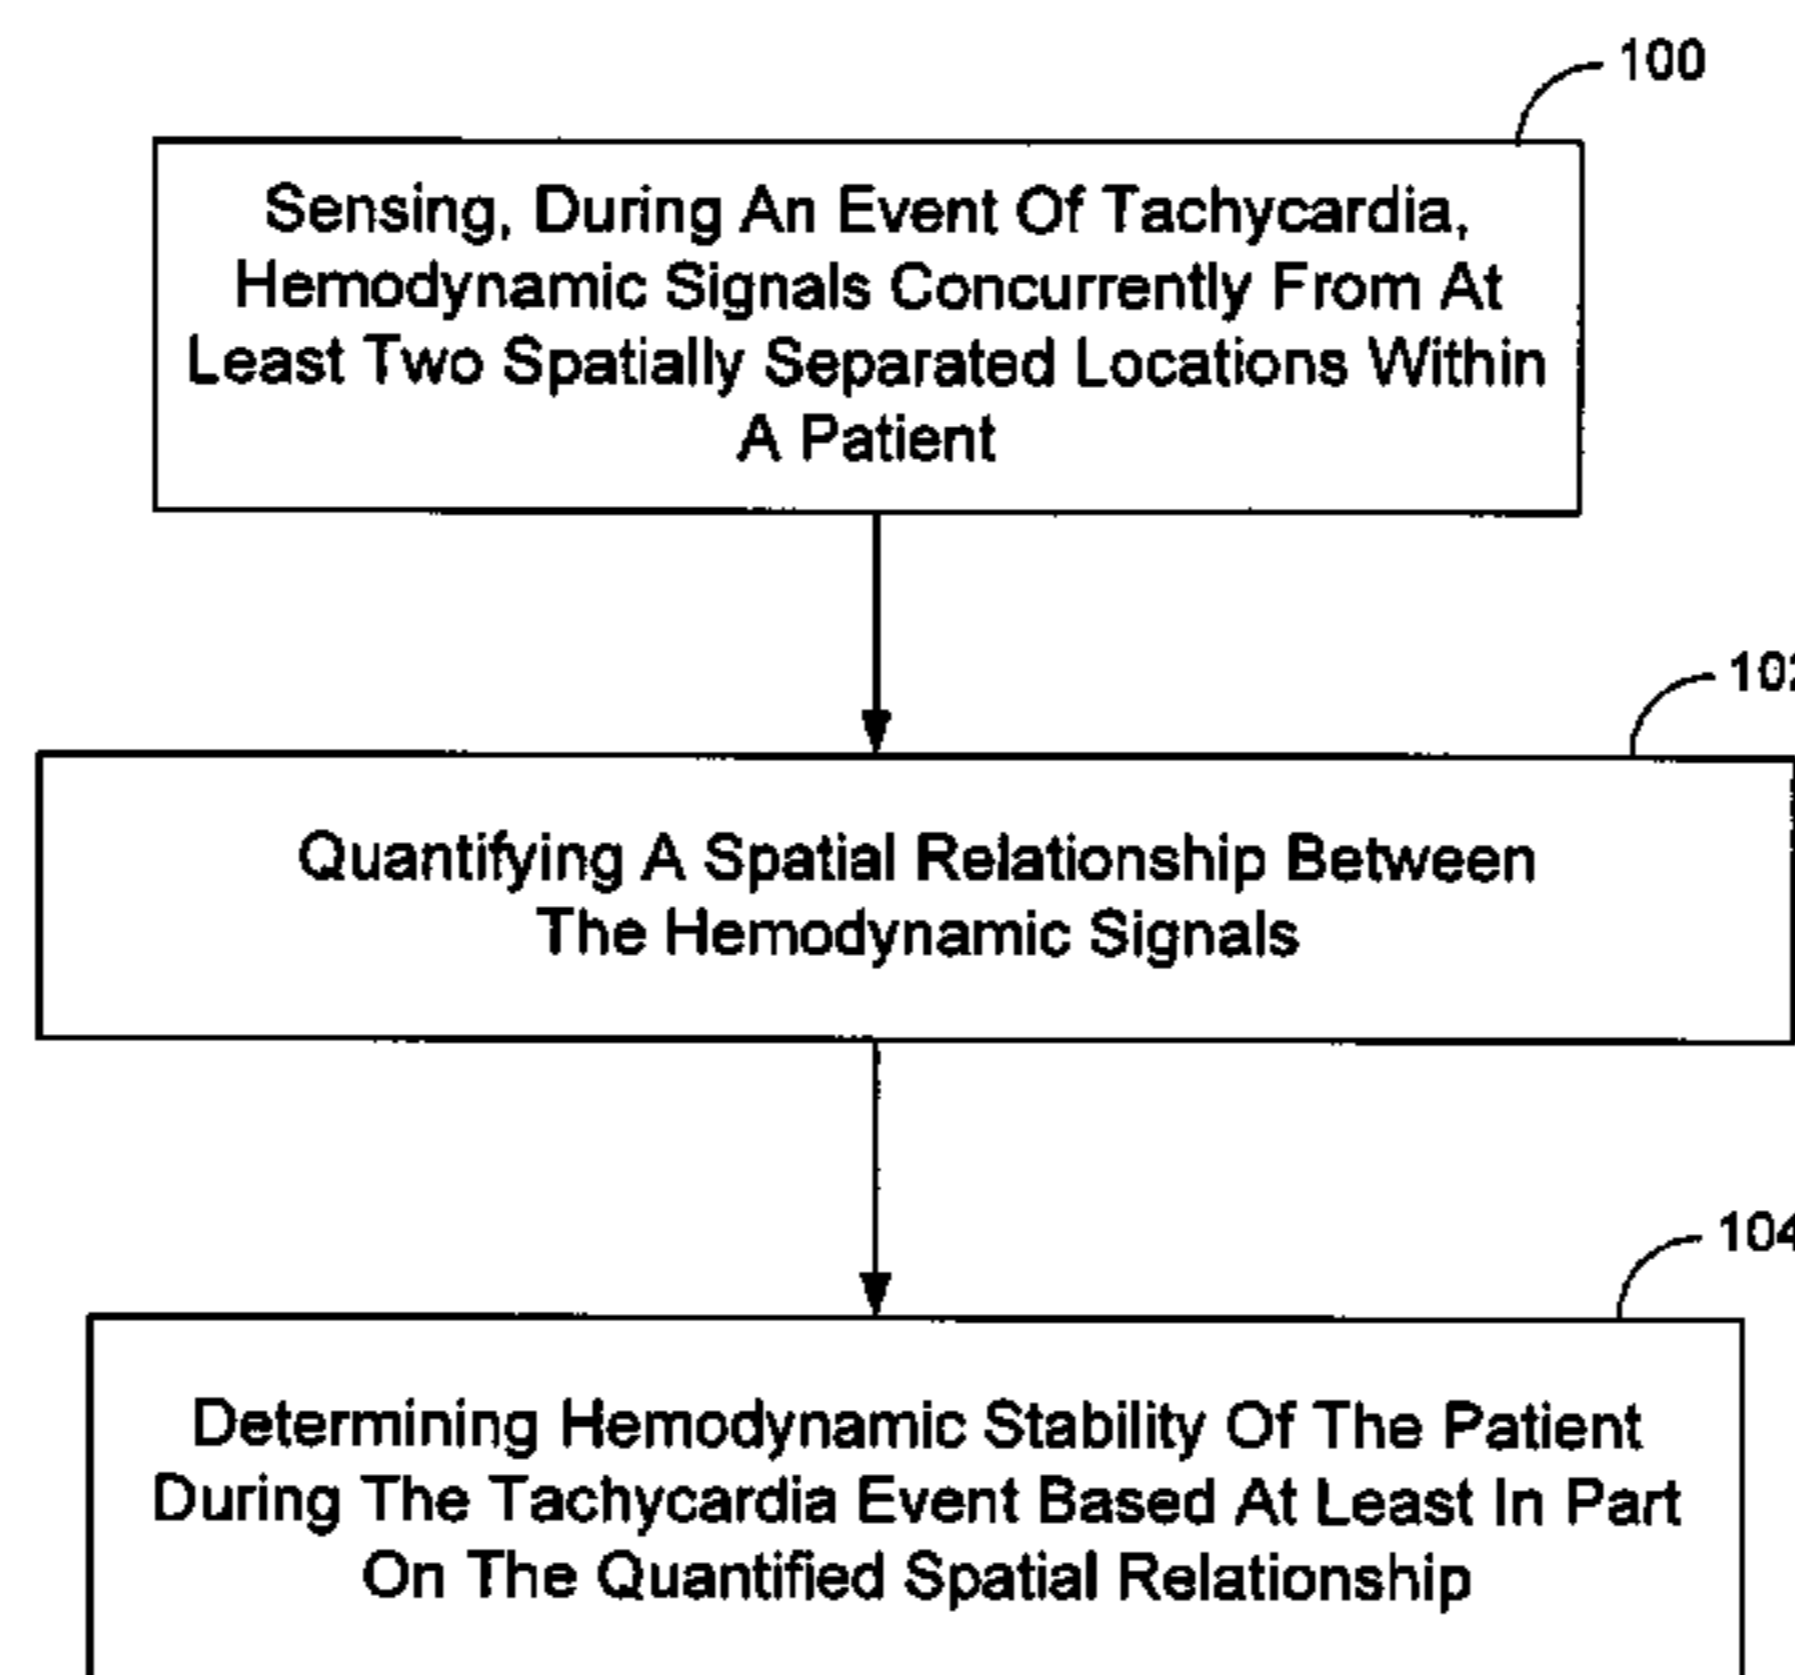 100
Sensing, During An Event Of Tachycardia,
Hemodynamic Signals Concurrently From At
Least Two Spatially Separated Locations Within
A Patient
Quantifying A Spatial Relationship Between
The Hemodynamic Signals
104
Determining Hemodynamic Stability Of The Patient
During The Tachycardia Event Based At Least In Part
On The Quantified Spatial Relationship